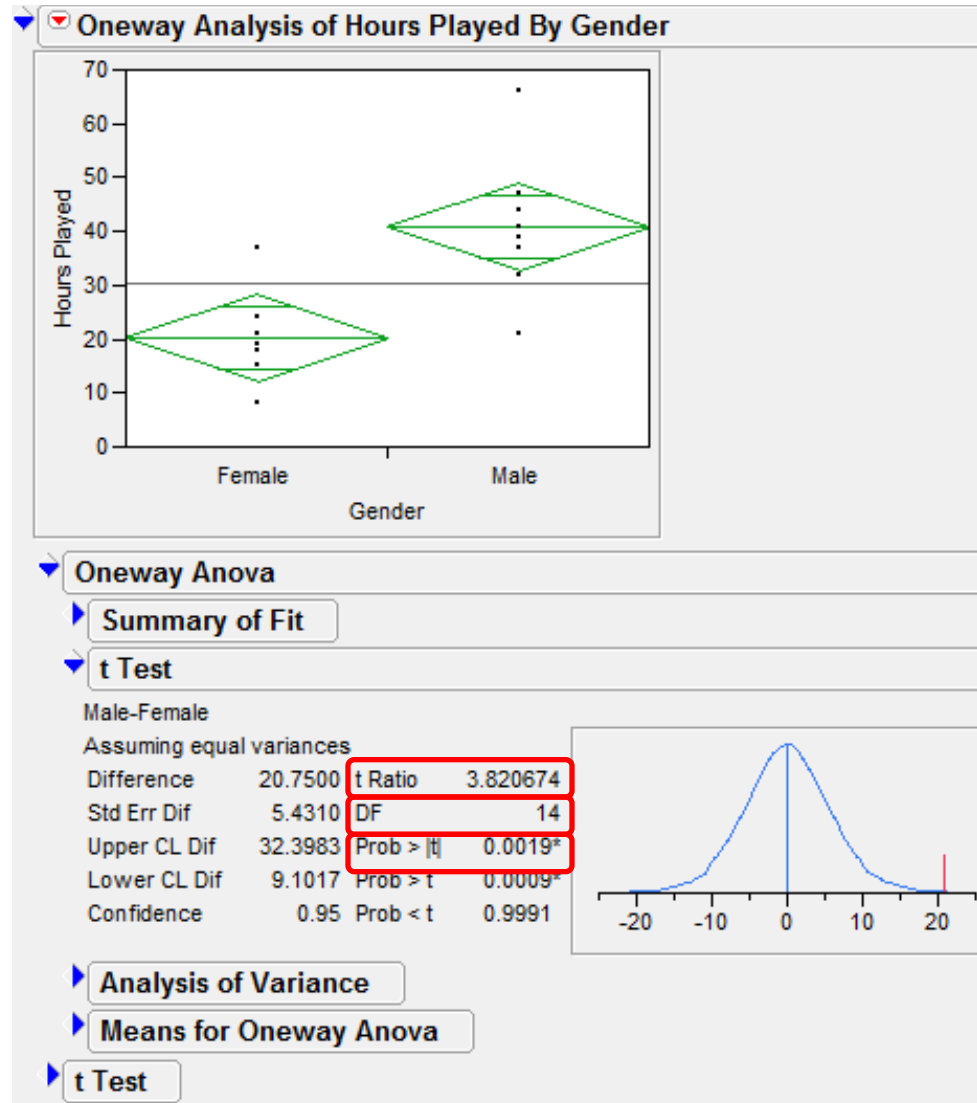 Oneway Analysis of Hours Played By Gender
70
60
50
40
30
20
10
0
Hours Played
Female Male
Gender
Oneway Anova
Summary of Fit
t Test
Male-Female
Assuming equal variances
Difference 20.7500 t Ratio 3.820674
Std Err Dif 5.4310 DF 14
Upper CL Dif 32.3983 Prob > |t| 0.0019*
Lower CL Dif 9.1017 Prob > t 0.0009*
Confidence 0.95 Prob < t 0.9991
-20 -10 0 10 20
Analysis of Variance
Means for Oneway Anova
t Test